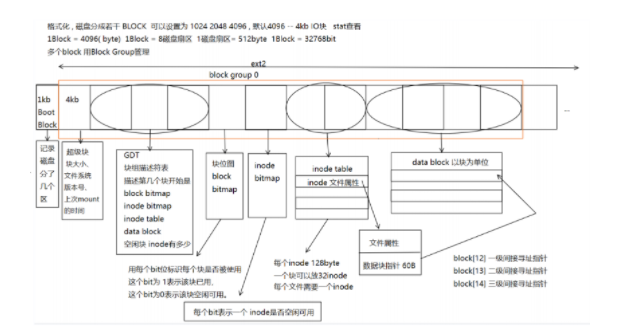 格式化，磁盘分成若干 BLOCK 可以设置为 1024 2048 4096，默认4096 -- 4kb IO块 stat查看
1Block = 4096( byte) 1Block = 8磁盘扇区 1磁盘扇区= 512byte 1Block = 32768bit
多个block 用Block Group管理
ext2
block group 0
1kb
Boot
Block
4kb
...
记录
磁盘
分了
几个
区
超级块
块大小、
文件系统
版本号、
上次mount
的时间
GDT
块组描述符表
描述第几个块开始是
block bitmap
inode bitmap
inode table
data block
空闲块 inode有多少
块位图
block
bitmap
inode
bitmap
inode table
inode 文件属性
data block 以块为单位
用每个bit位标识每个块是否被使用
这个bit为 1表示该块已用,
这个bit为0表示该块空闲可用。
每个inode 128byte
一个块可以放32inode
每个文件需要一个inode
文件属性
数据块指针 60B
block[12] 一级间接寻址指针
block[13] 二级间接寻址指针
block[14] 三级间接寻址指针
每个bit表示一个 inode是否空闲可用